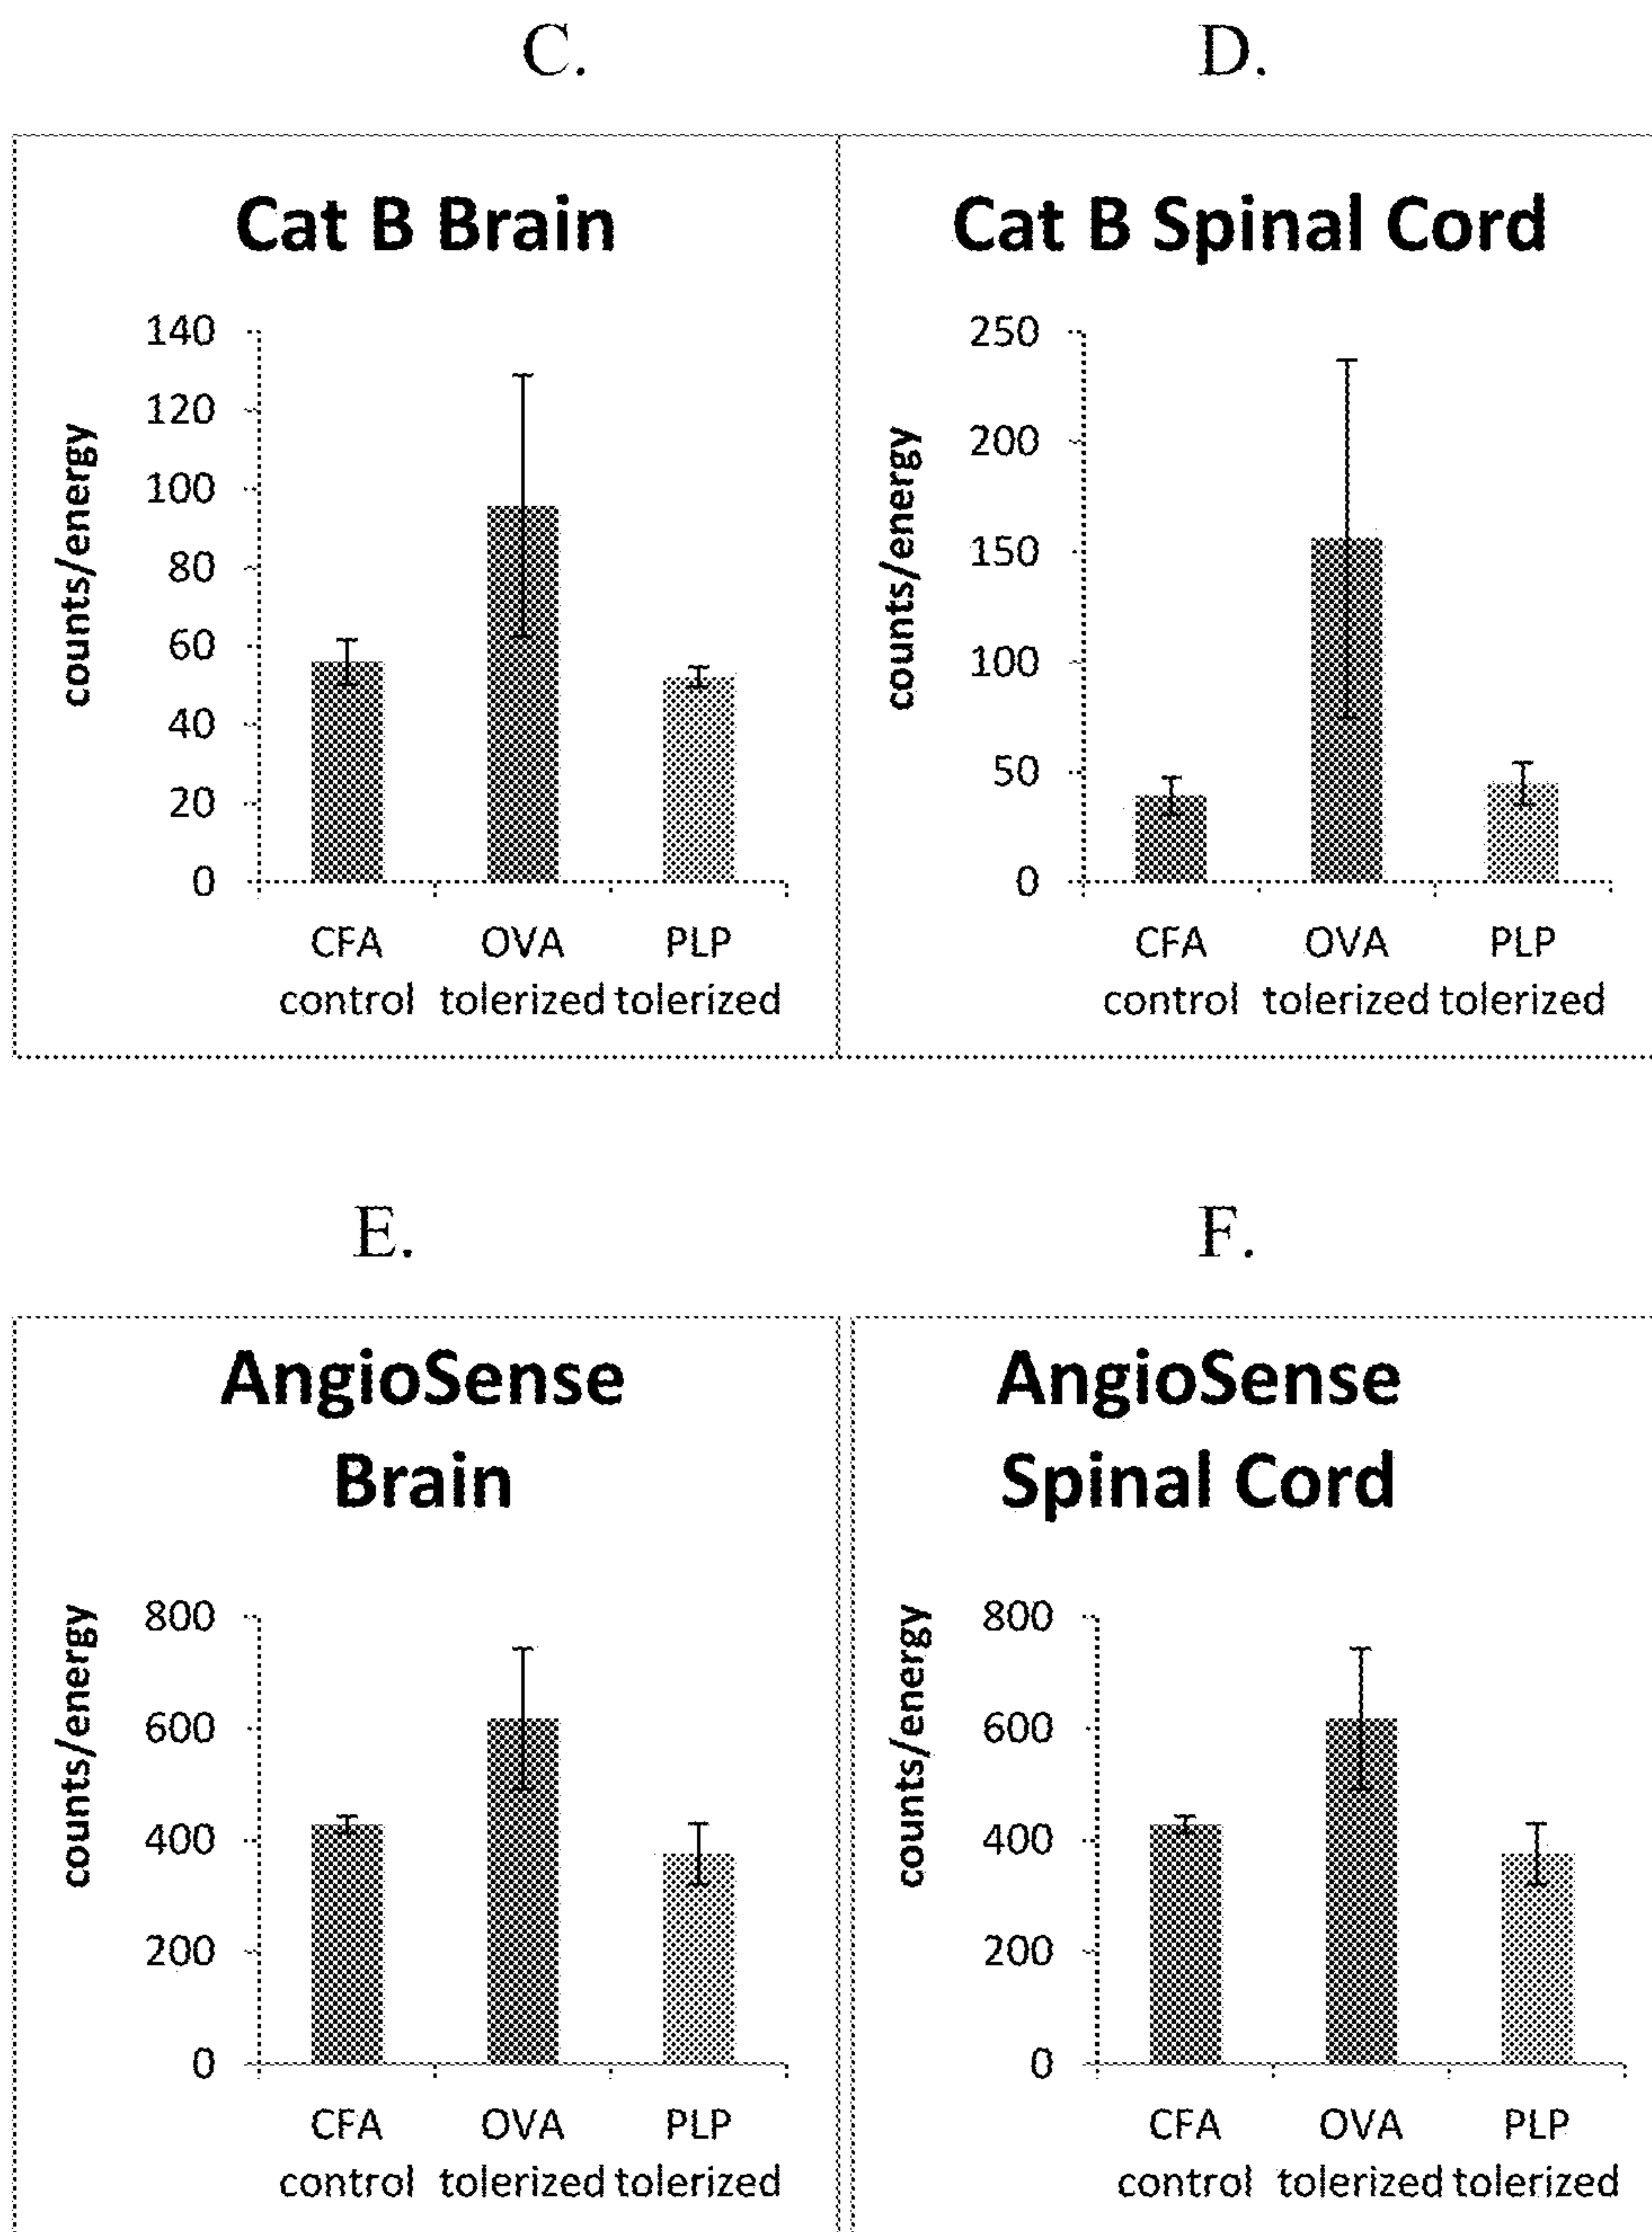 C.
D.
Cat B Brain
counts/energy
140
120
100
80
60
40
20
0
CFA OVA PLP
control tolerized tolerized
Cat B Spinal Cord
counts/energy
250
200
150
100
50
0
CFA OVA PLP
control tolerized tolerized
E.
F.
AngioSense
Brain
counts/energy
800
600
400
200
0
CFA OVA PLP
control tolerized tolerized
AngioSense
Spinal Cord
counts/energy
800
600
400
200
0
CFA OVA PLP
control tolerized tolerized